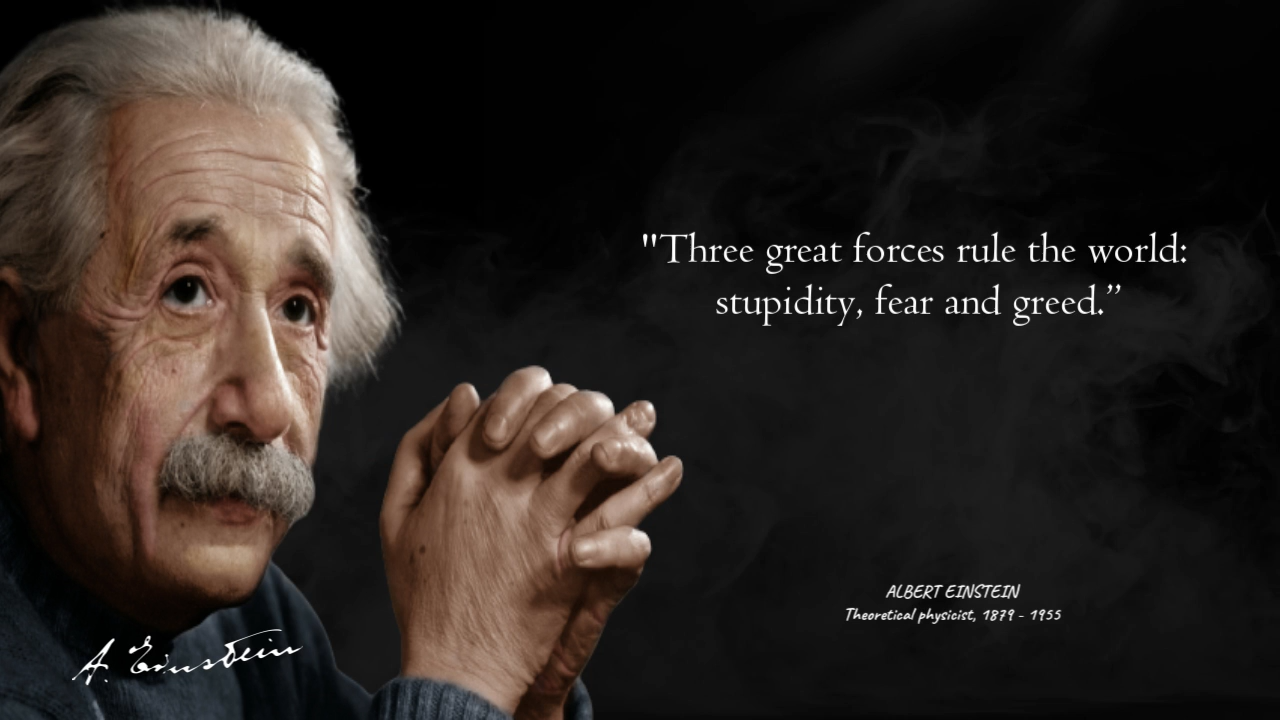 "Three great forces rule the world:
stupidity, fear and greed.”
ALBERT EINSTEIN
Theoretical physicist, 1879 - 1955
A. Einstein